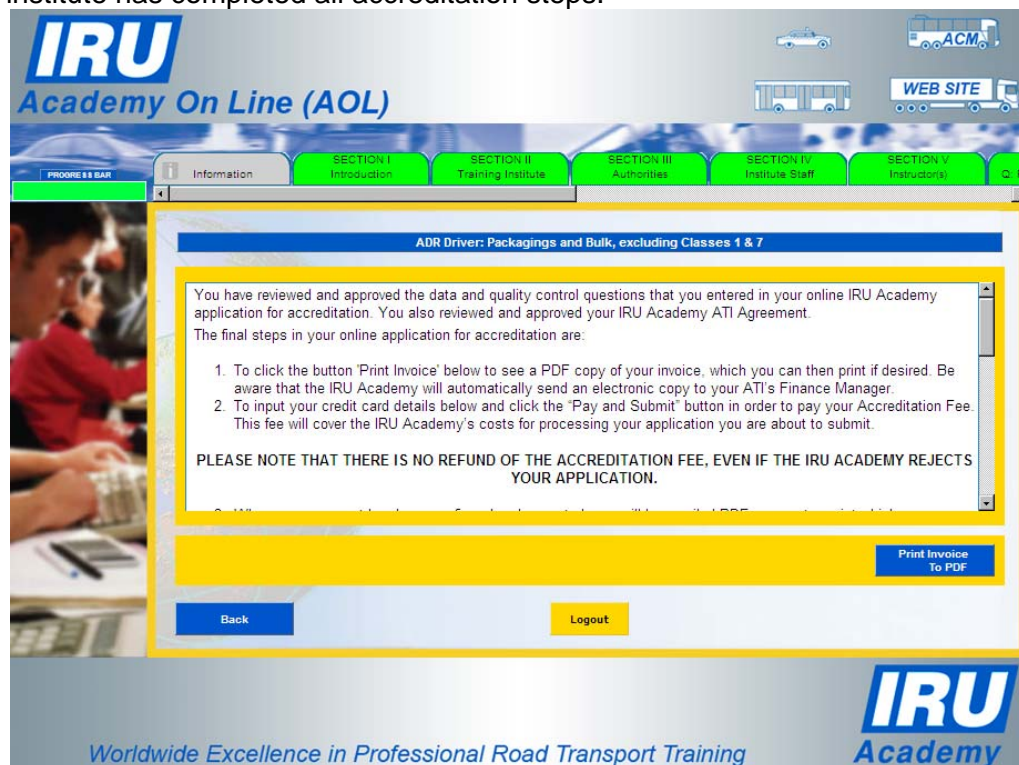 institute has completed all accreditation steps.
IRU
Academy On Line (AOL)
ACM
WEB SITE
PROGRESS BAR
Information
SECTION I
Introduction
SECTION II
Training Institute
SECTION III
Authorities
SECTION IV
Institute Staff
SECTION V
Instructor(s)
Q:
ADR Driver: Packagings and Bulk, excluding Classes 1 & 7
You have reviewed and approved the data and quality control questions that you entered in your online IRU Academy
application for accreditation. You also reviewed and approved your IRU Academy ATI Agreement.
The final steps in your online application for accreditation are:
1. To click the button 'Print Invoice' below to see a PDF copy of your invoice, which you can then print if desired. Be
aware that the IRU Academy will automatically send an electronic copy to your ATI's Finance Manager.
2. To input your credit card details below and click the "Pay and Submit" button in order to pay your Accreditation Fee.
This fee will cover the IRU Academy's costs for processing your application you are about to submit.
PLEASE NOTE THAT THERE IS NO REFUND OF THE ACCREDITATION FEE, EVEN IF THE IRU ACADEMY REJECTS
YOUR APPLICATION.
Print Invoice
To PDF
Back
Logout
IRU
Academy
Worldwide Excellence in Professional Road Transport Training